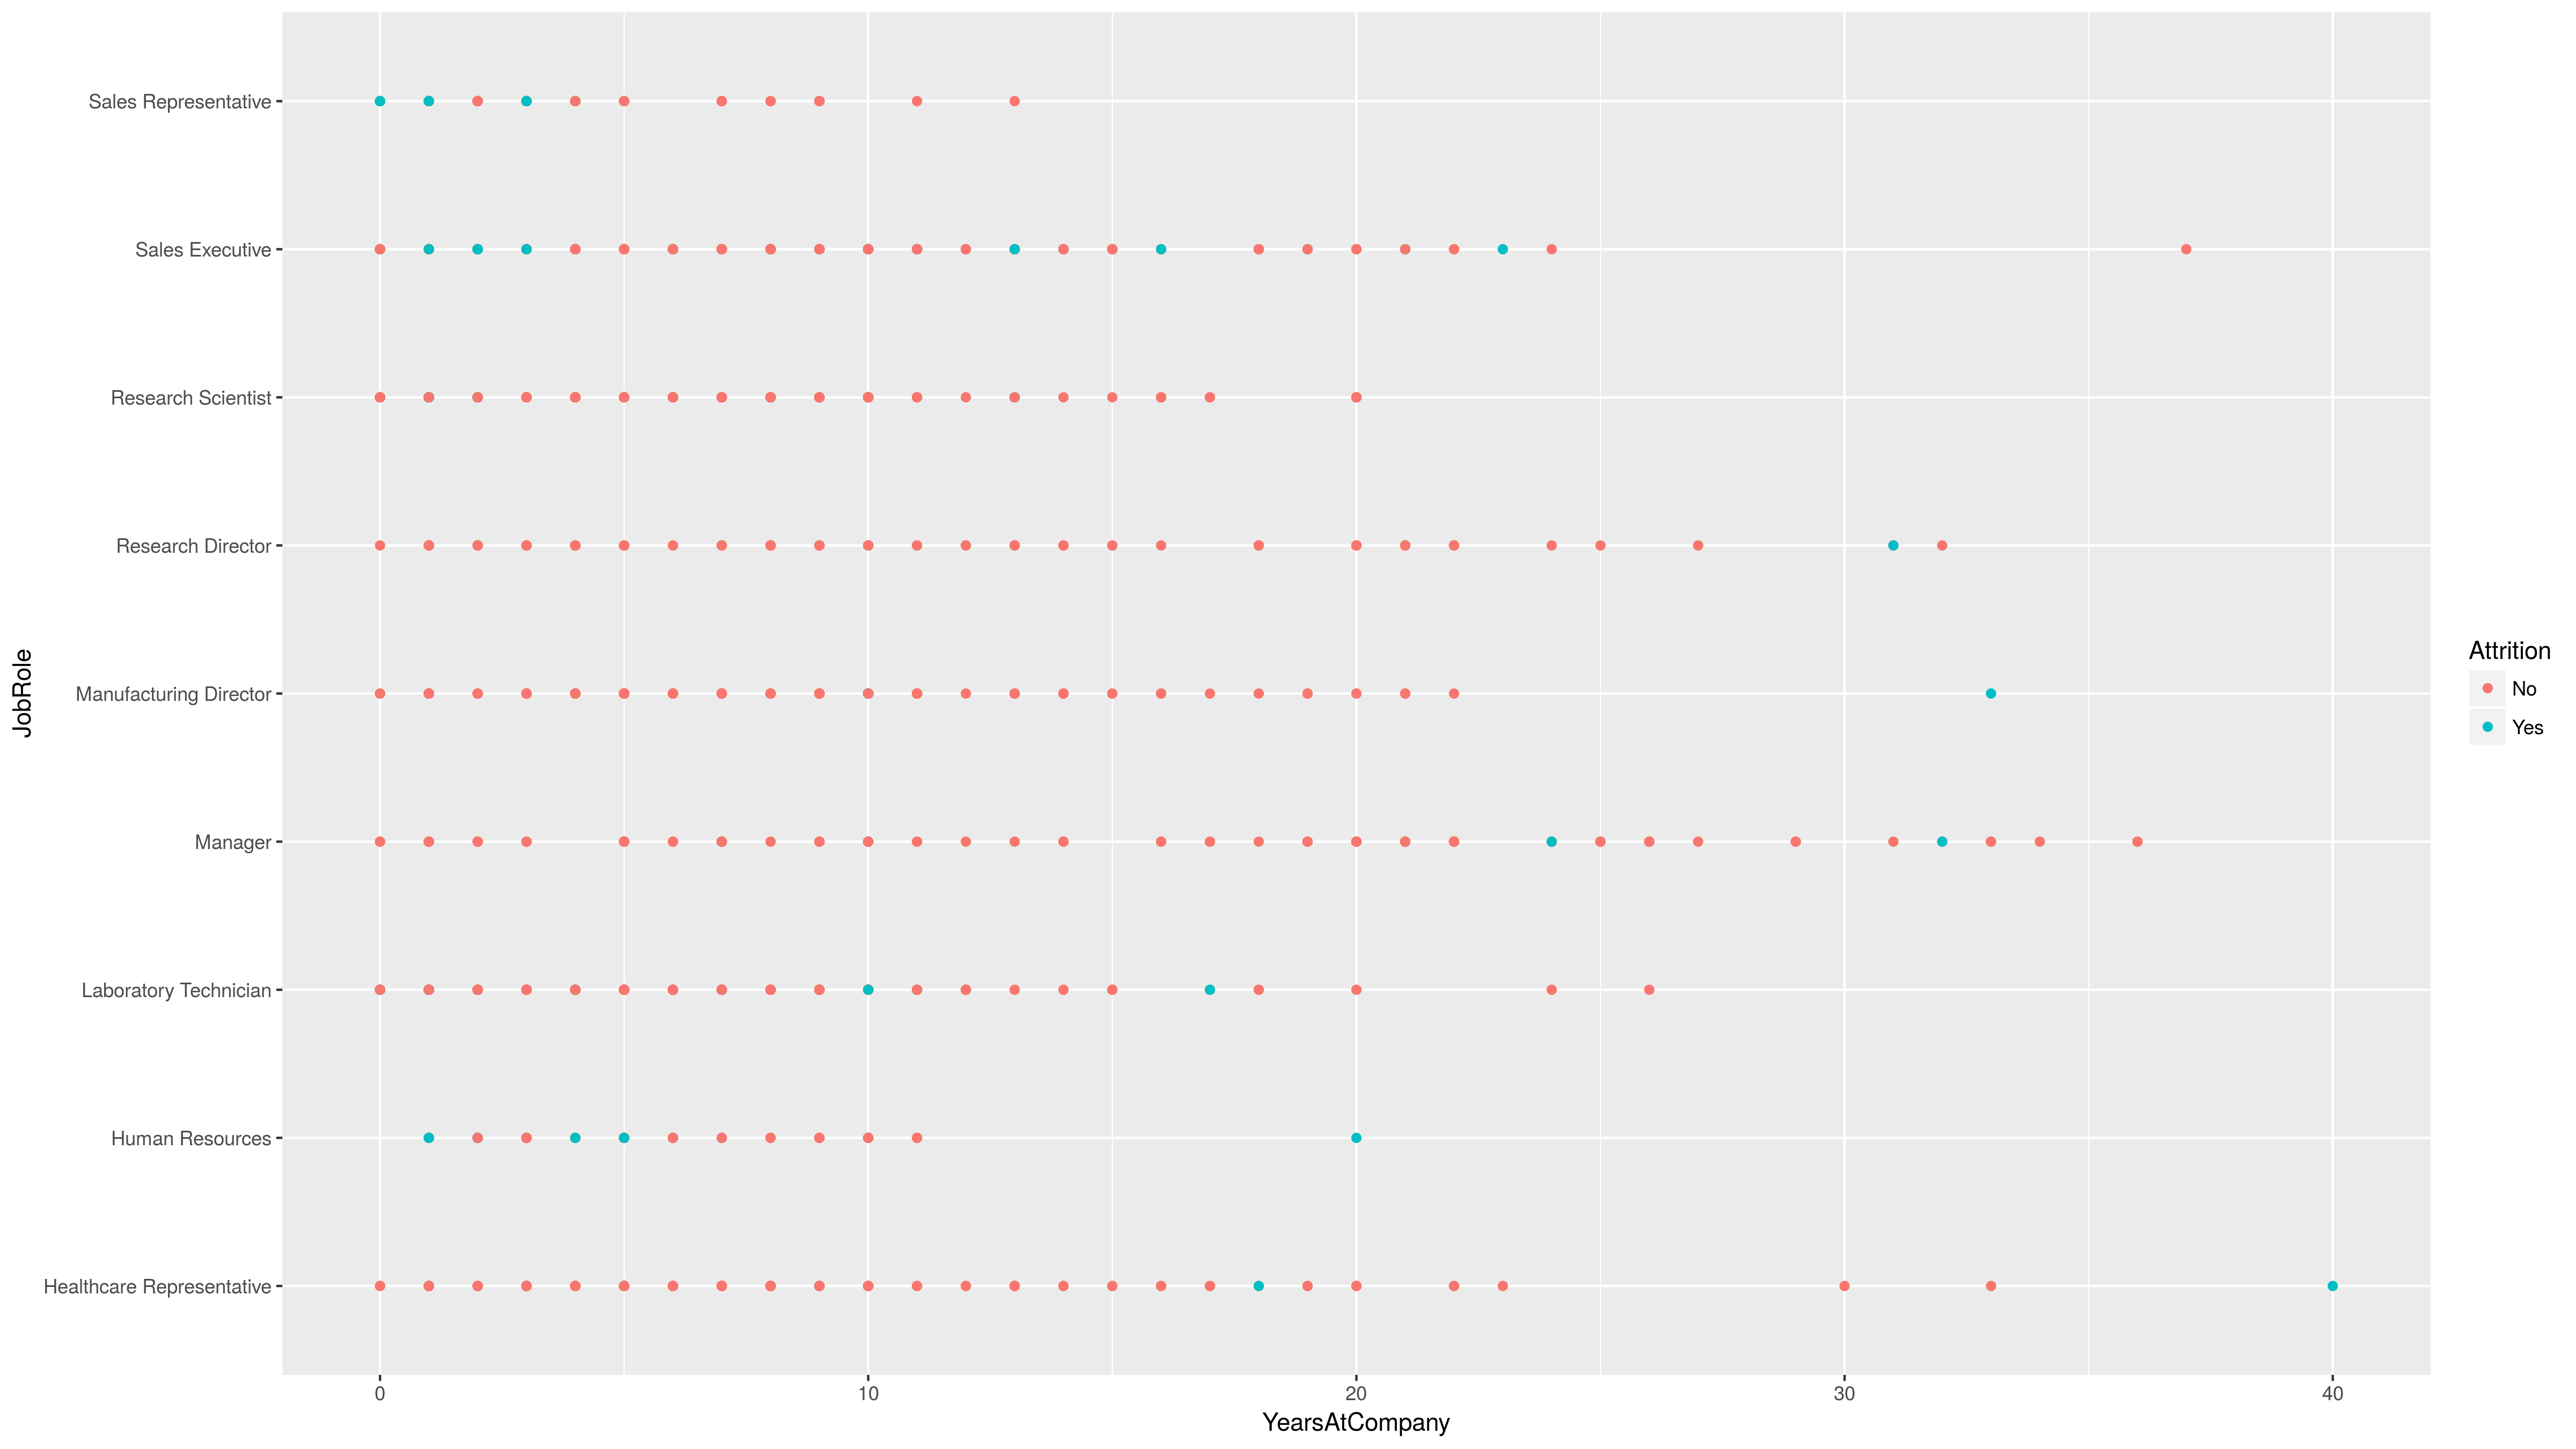 Sales Representative
Sales Executive
Research Scientist
Research Director
Manufacturing Director
Manager
Laboratory Technician
Human Resources
Healthcare Representative
JobRole
0 10 20 30 40
YearsAtCompany
Attrition
No
Yes